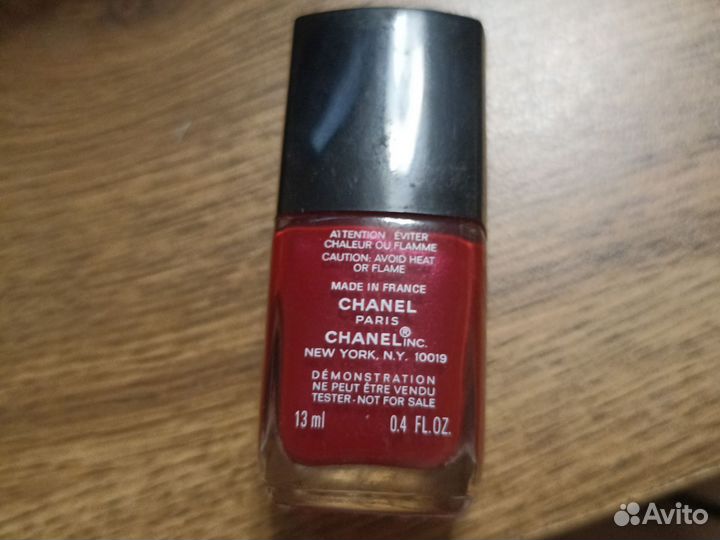 ATTENTION ÉVITER
CHALEUR OU FLAMME
CAUTION: AVOID HEAT
OR FLAME
MADE IN FRANCE
CHANEL
PARIS
CHANEL® INC.
NEW YORK, N.Y. 10019
DÉMONSTRATION
NE PEUT ÊTRE VENDU
TESTER-NOT FOR SALE
13 ml 0.4 FL.OZ.
Avito